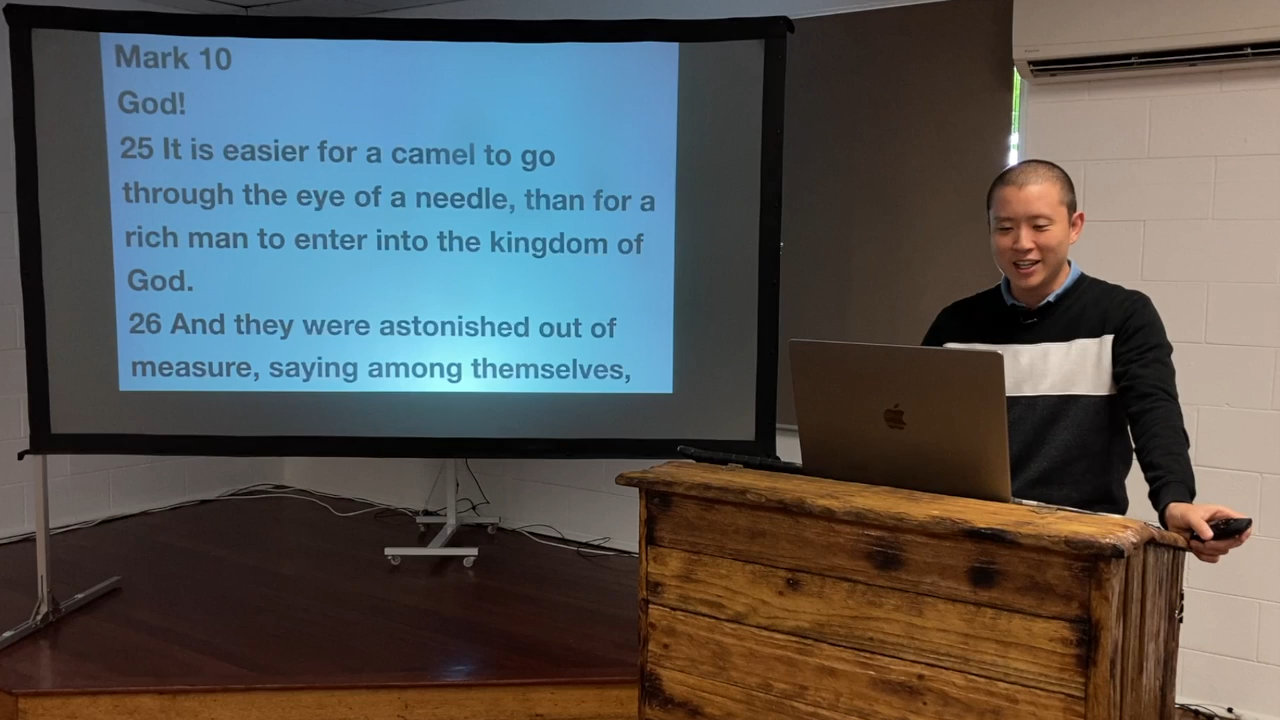 Mark 10
God!
25 It is easier for a camel to go
through the eye of a needle, than for a
rich man to enter into the kingdom of
God.
26 And they were astonished out of
measure, saying among themselves,